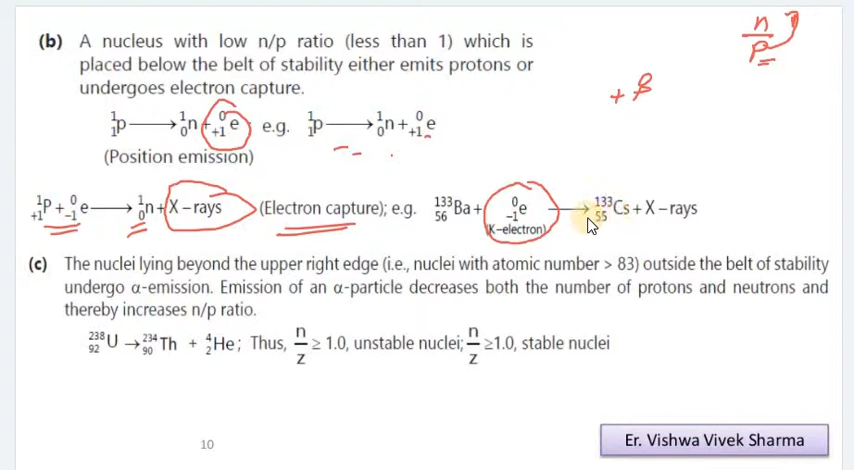 (b) A nucleus with low n/p ratio (less than 1) which is
placed below the belt of stability either emits protons or
undergoes electron capture.
n/p
+ β
¹₁p ⟶ ¹₀n + ⁰₊₁e e.g. ¹₁p ⟶ ¹₀n + ⁰₊₁e
(Position emission)
¹₊₁P + ⁰₋₁e ⟶ ¹₀n + X – rays (Electron capture); e.g. ¹³³₅₆Ba + ⁰₋₁e ⟶ ¹³³₅₅Cs + X – rays
(K–electron)
(c) The nuclei lying beyond the upper right edge (i.e., nuclei with atomic number > 83) outside the belt of stability
undergo α-emission. Emission of an α-particle decreases both the number of protons and neutrons and
thereby increases n/p ratio.
²³⁸₉₂U → ²³⁴₉₀Th + ⁴₂He; Thus, n/z ≥ 1.0, unstable nuclei; n/z ≥1.0, stable nuclei
10
Er. Vishwa Vivek Sharma